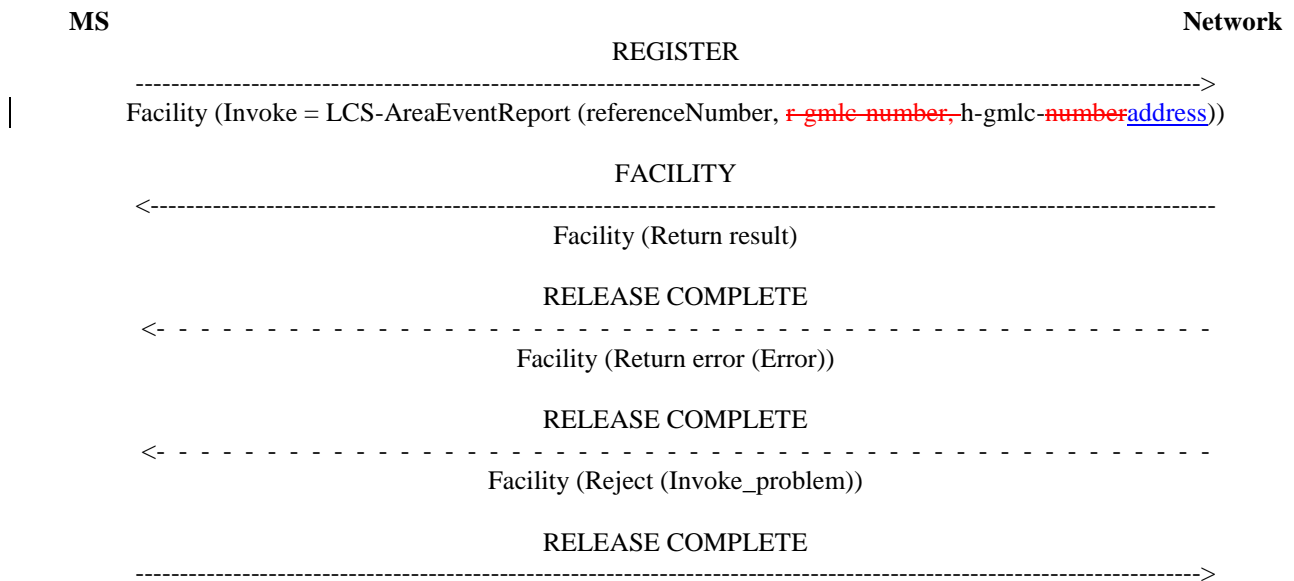 MS Network
REGISTER
------------------------------------------------------------------------------------------------------------------------>
Facility (Invoke = LCS-AreaEventReport (referenceNumber, r-gmlc-number, h-gmlc-numberaddress))
FACILITY
<------------------------------------------------------------------------------------------------------------------------
Facility (Return result)
RELEASE COMPLETE
<- - - - - - - - - - - - - - - - - - - - - - - - - - - - - - - - - - - - - - - - - - - - - - - -
Facility (Return error (Error))
RELEASE COMPLETE
<- - - - - - - - - - - - - - - - - - - - - - - - - - - - - - - - - - - - - - - - - - - - - - - -
Facility (Reject (Invoke_problem))
RELEASE COMPLETE
------------------------------------------------------------------------------------------------------------------------>